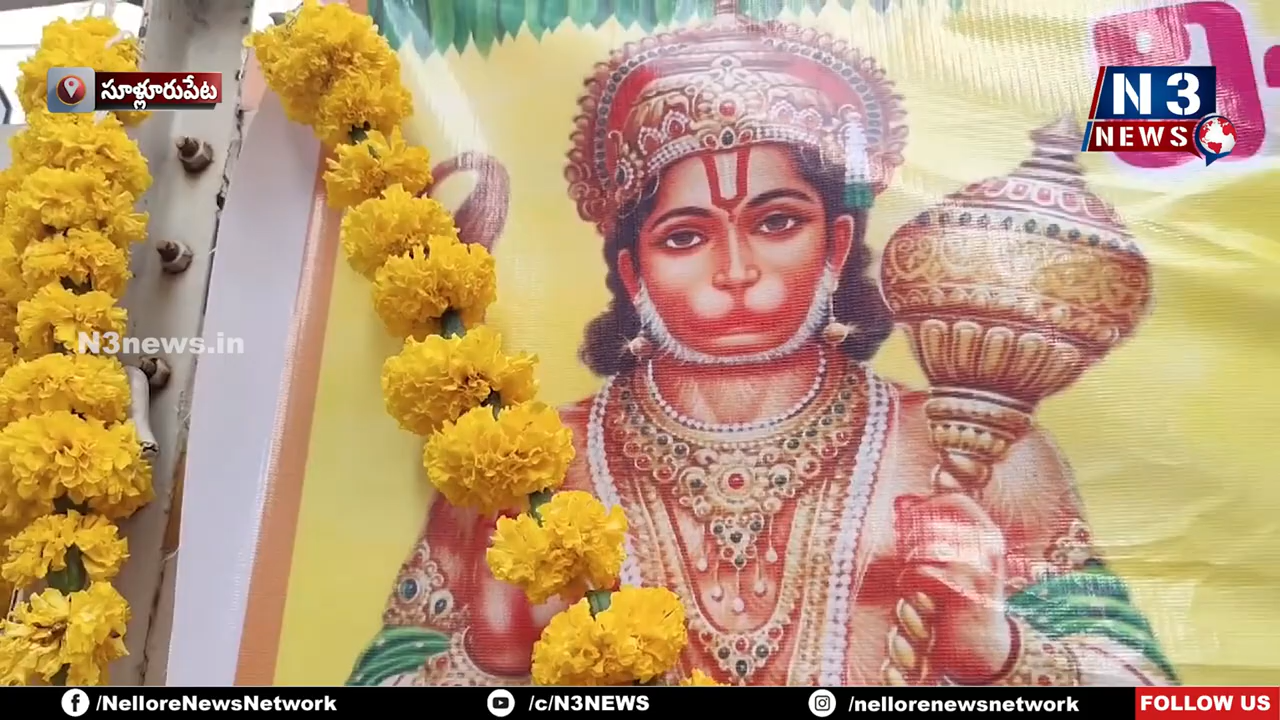 సూళ్లూరుపేట
N3
NEWS
N3news.in
/NelloreNewsNetwork
/c/N3NEWS
/nellorenewsnetwork
FOLLOW US